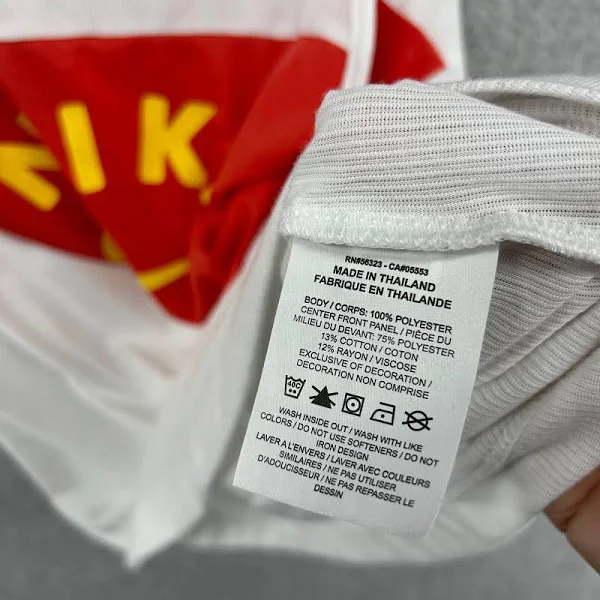 NIK
RN#56323 - CA#05553
MADE IN THAILAND
FABRIQUE EN THAILANDE
BODY / CORPS: 100% POLYESTER
CENTER FRONT PANEL / PIÈCE DU
MILIEU DU DEVANT: 75% POLYESTER
13% COTTON / COTON
12% RAYON / VISCOSE
EXCLUSIVE OF DECORATION /
DECORATION NON COMPRISE
40C
WASH INSIDE OUT / WASH WITH LIKE
COLORS / DO NOT USE SOFTENERS / DO NOT
IRON DESIGN
LAVER A L'ENVERS / LAVER AVEC COULEURS
SIMILAIRES / NE PAS UTILISER
D'ADOUCISSEUR / NE PAS REPASSER LE
DESSIN